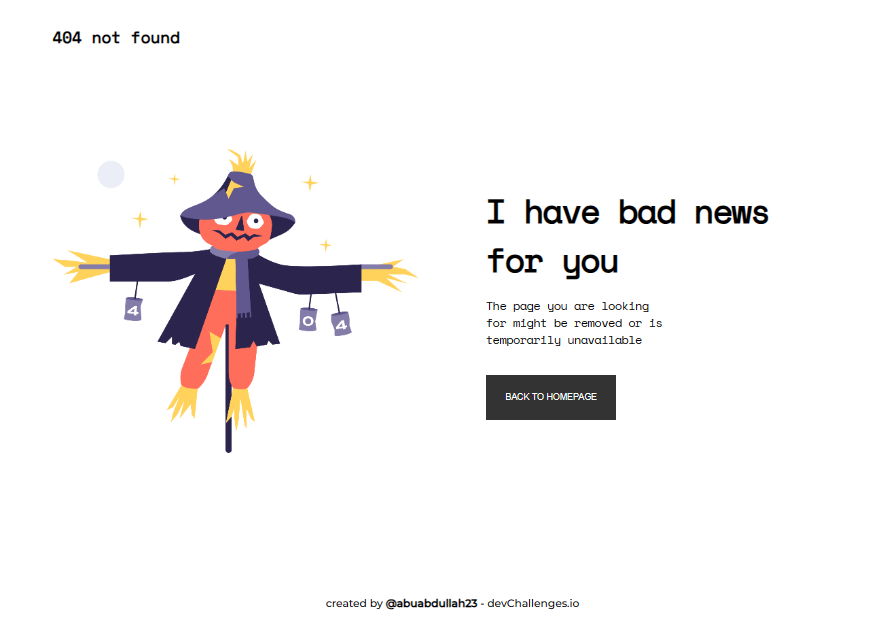 404 not found
4
0
4
I have bad news
for you
The page you are looking
for might be removed or is
temporarily unavailable
BACK TO HOMEPAGE
created by @abuabdullah23 - devChallenges.io